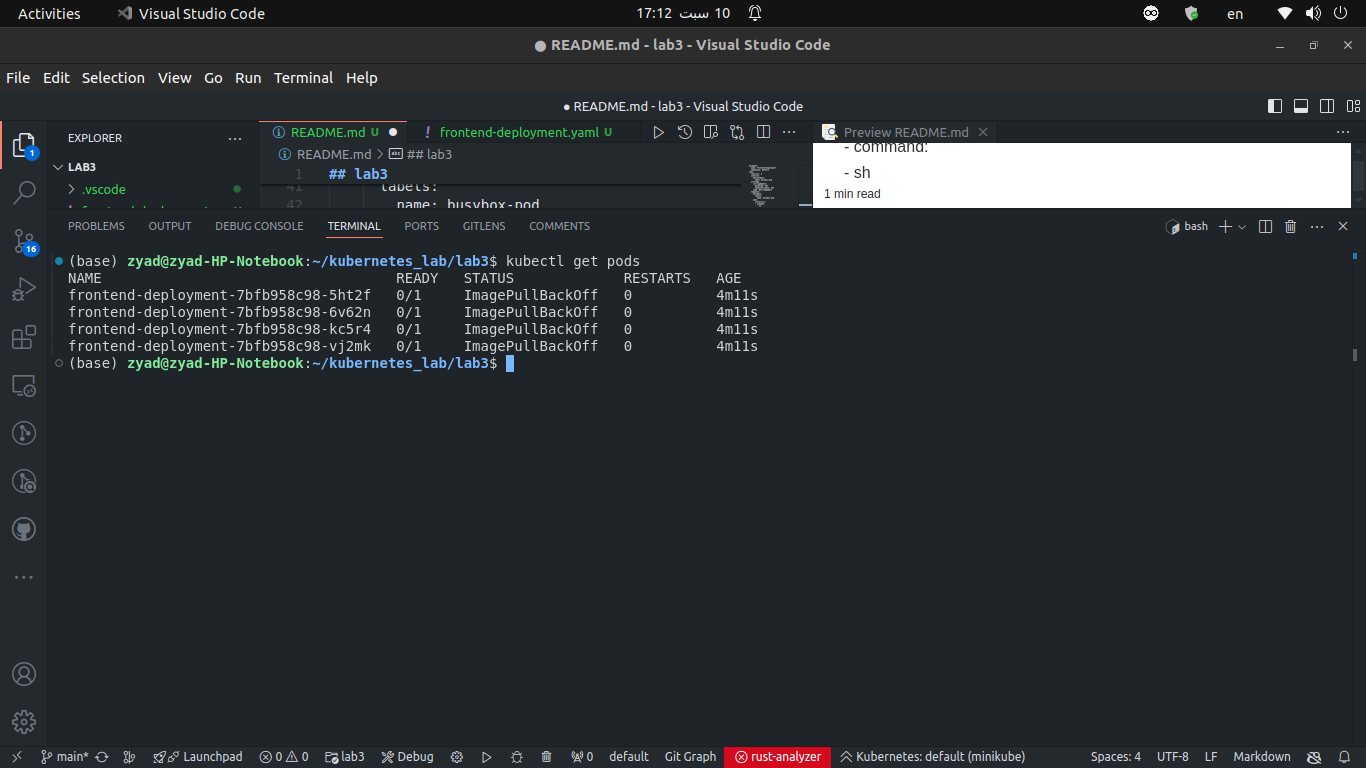 Activities
Visual Studio Code
17:12 سبت 10
en
README.md - lab3 - Visual Studio Code
File Edit Selection View Go Run Terminal Help
● README.md - lab3 - Visual Studio Code
EXPLORER
LAB3
.vscode
1
16
README.md U
frontend-deployment.yaml U
README.md > ## lab3
1 ## lab3
41 labels:
42 name: busybox-pod
Preview README.md
- command:
- sh
1 min read
PROBLEMS OUTPUT DEBUG CONSOLE TERMINAL PORTS GITLENS COMMENTS
bash
(base) zyad@zyad-HP-Notebook:~/kubernetes_lab/lab3$ kubectl get pods
NAME READY STATUS RESTARTS AGE
frontend-deployment-7bfb958c98-5ht2f 0/1 ImagePullBackOff 0 4m11s
frontend-deployment-7bfb958c98-6v62n 0/1 ImagePullBackOff 0 4m11s
frontend-deployment-7bfb958c98-kc5r4 0/1 ImagePullBackOff 0 4m11s
frontend-deployment-7bfb958c98-vj2mk 0/1 ImagePullBackOff 0 4m11s
(base) zyad@zyad-HP-Notebook:~/kubernetes_lab/lab3$
main* Launchpad 0 0 lab3 Debug 0 default Git Graph rust-analyzer Kubernetes: default (minikube) Spaces: 4 UTF-8 LF Markdown